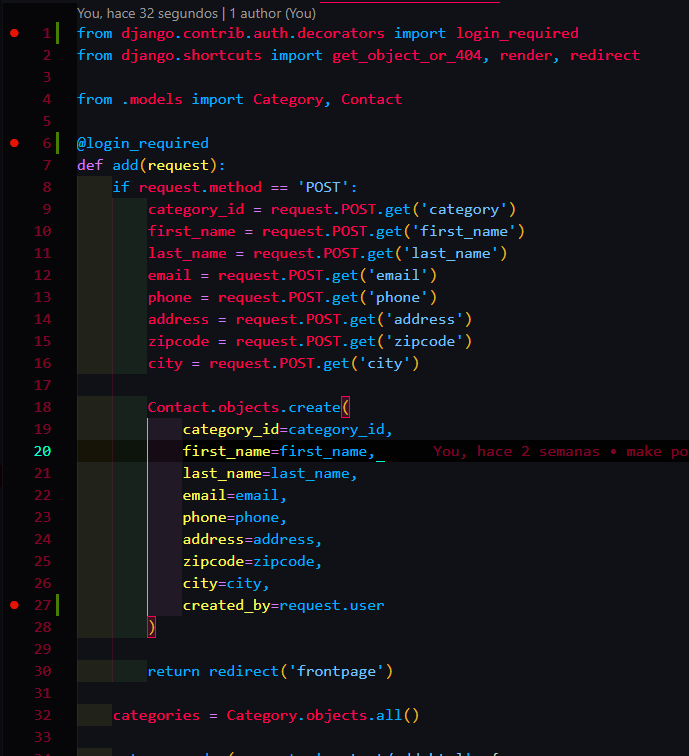 You, hace 32 segundos | 1 author (You)
1 from django.contrib.auth.decorators import login_required
2 from django.shortcuts import get_object_or_404, render, redirect
3
4 from .models import Category, Contact
5
6 @login_required
7 def add(request):
8     if request.method == 'POST':
9         category_id = request.POST.get('category')
10         first_name = request.POST.get('first_name')
11         last_name = request.POST.get('last_name')
12         email = request.POST.get('email')
13         phone = request.POST.get('phone')
14         address = request.POST.get('address')
15         zipcode = request.POST.get('zipcode')
16         city = request.POST.get('city')
17
18         Contact.objects.create(
19             category_id=category_id,
20             first_name=first_name,_ You, hace 2 semanas • make po
21             last_name=last_name,
22             email=email,
23             phone=phone,
24             address=address,
25             zipcode=zipcode,
26             city=city,
27             created_by=request.user
28         )
29
30         return redirect('frontpage')
31
32     categories = Category.objects.all()
33